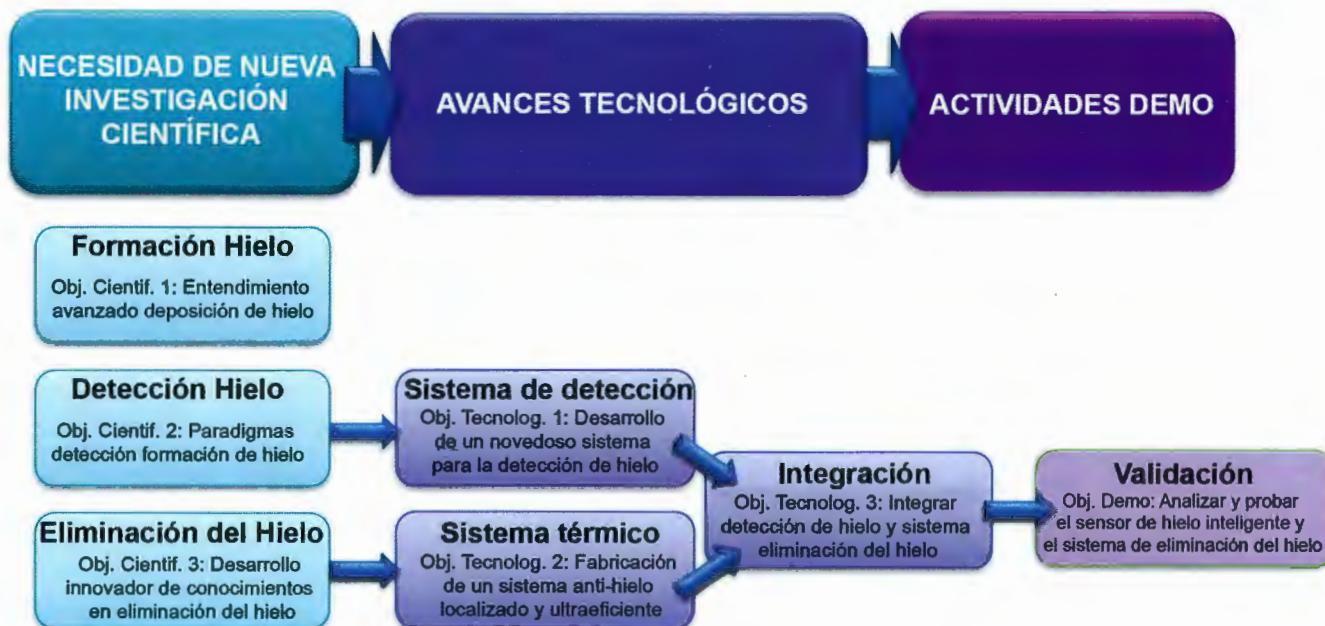 NECESIDAD DE NUEVA
INVESTIGACIÓN
CIENTÍFICA
AVANCES TECNOLÓGICOS
ACTIVIDADES DEMO
Formación Hielo
Obj. Cientif. 1: Entendimiento
avanzado deposición de hielo
Detección Hielo
Obj. Cientif. 2: Paradigmas
detección formación de hielo
Sistema de detección
Obj. Tecnolog. 1: Desarrollo
de un novedoso sistema
para la detección de hielo
Eliminación del Hielo
Obj. Cientif. 3: Desarrollo
innovador de conocimientos
en eliminación del hielo
Sistema térmico
Obj. Tecnolog. 2: Fabricación
de un sistema anti-hielo
localizado y ultraeficiente
Integración
Obj. Tecnolog. 3: Integrar
detección de hielo y sistema
eliminación del hielo
Validación
Obj. Demo: Analizar y probar
el sensor de hielo inteligente y
el sistema de eliminación del hielo